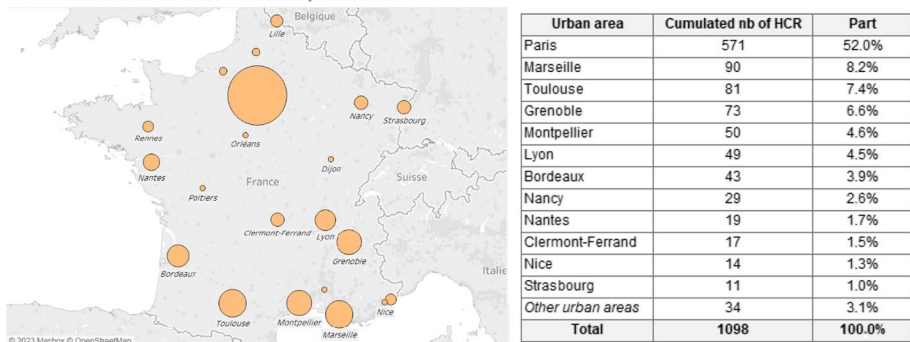 Belgique
Lille
Nancy
Strasbourg
Rennes
Orléans
Nantes
Dijon
France
Suisse
Poitiers
Clermont-Ferrand
Lyon
Grenoble
Bordeaux
Italie
Toulouse
Montpellier
Nice
Marseille
© 2023 Mapbox © OpenStreetMap
Urban area Cumulated nb of HCR Part
Paris 571 52.0%
Marseille 90 8.2%
Toulouse 81 7.4%
Grenoble 73 6.6%
Montpellier 50 4.6%
Lyon 49 4.5%
Bordeaux 43 3.9%
Nancy 29 2.6%
Nantes 19 1.7%
Clermont-Ferrand 17 1.5%
Nice 14 1.3%
Strasbourg 11 1.0%
Other urban areas 34 3.1%
Total 1098 100.0%